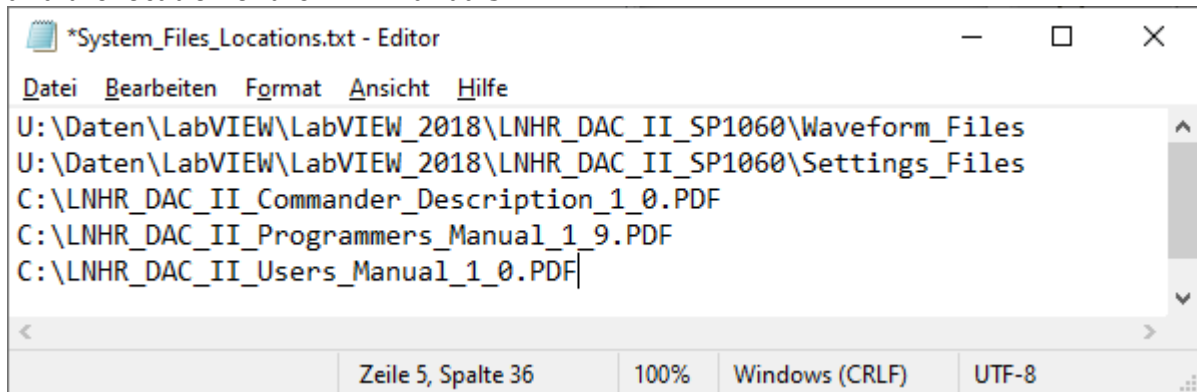 *System_Files_Locations.txt - Editor
Datei Bearbeiten Format Ansicht Hilfe
U:\Daten\LabVIEW\LabVIEW_2018\LNHR_DAC_II_SP1060\Waveform_Files
U:\Daten\LabVIEW\LabVIEW_2018\LNHR_DAC_II_SP1060\Settings_Files
C:\LNHR_DAC_II_Commander_Description_1_0.PDF
C:\LNHR_DAC_II_Programmers_Manual_1_9.PDF
C:\LNHR_DAC_II_Users_Manual_1_0.PDF
Zeile 5, Spalte 36 100% Windows (CRLF) UTF-8